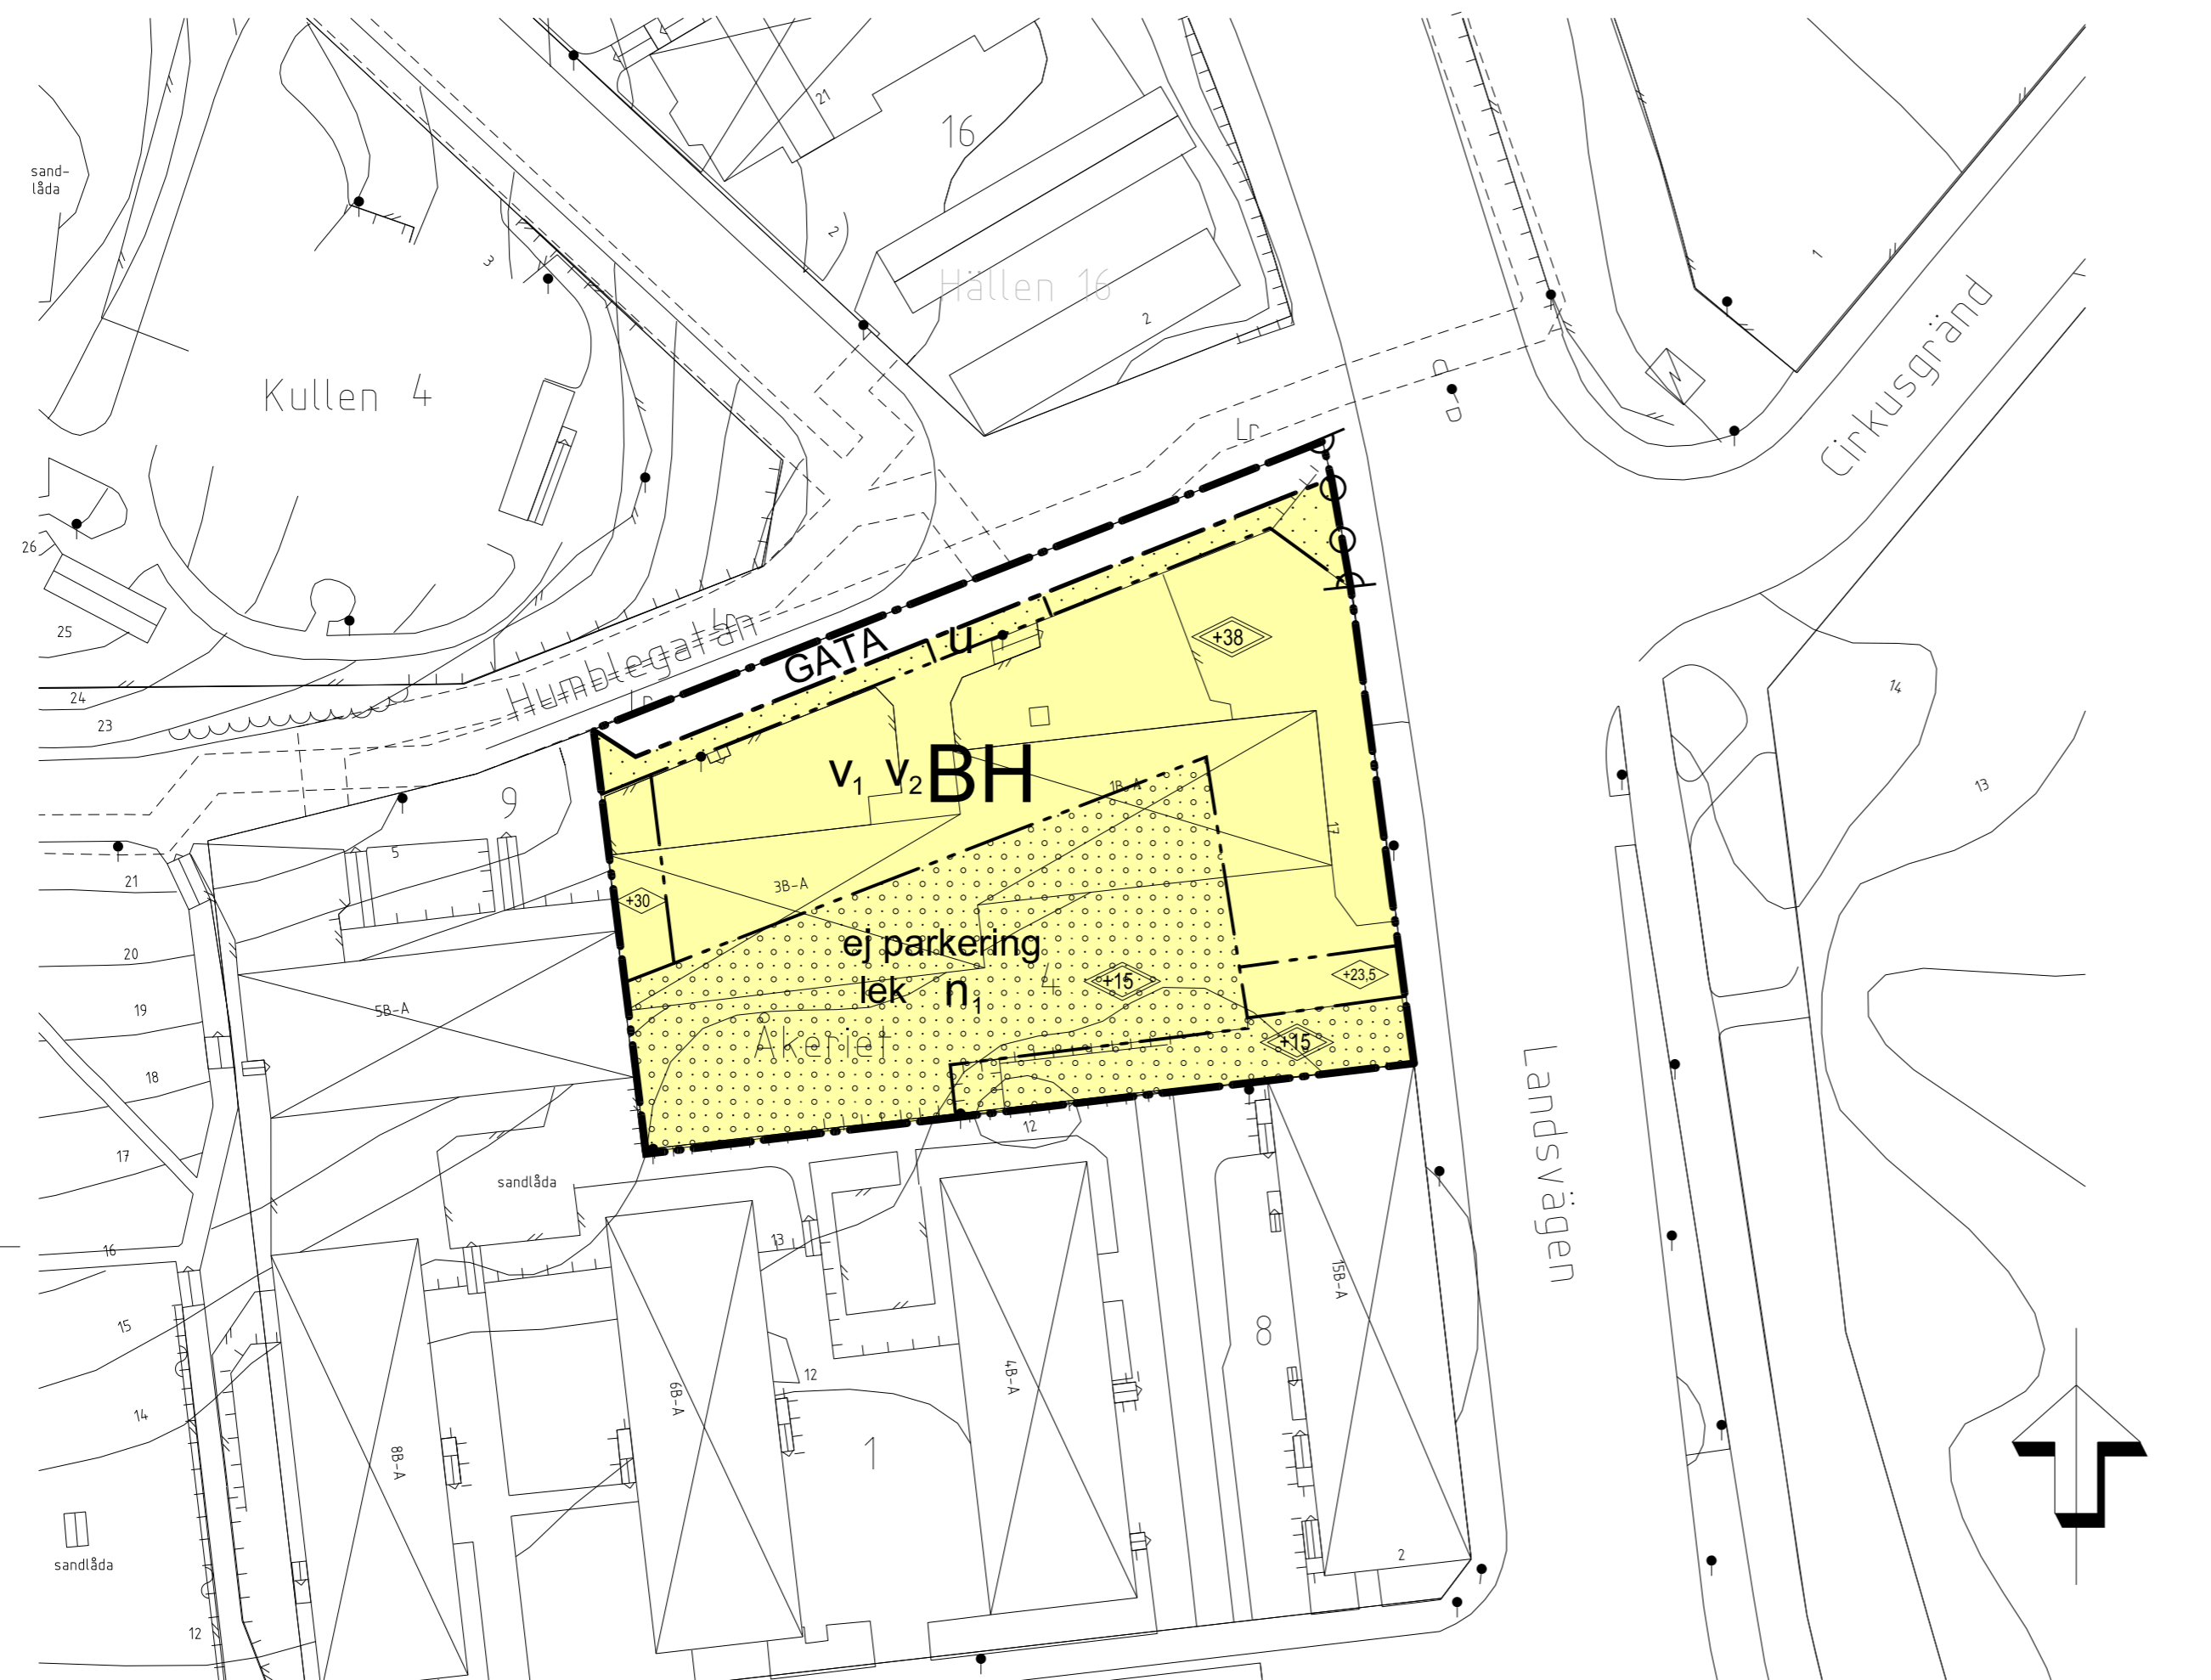 21
16
sand-
låda
2
3
1
Hällen 16
2
Cirkusgränd
Kullen 4
Lr
26
+38
Lr
u
25
GATA
Humblegatan
Lr
24
14
23
v1 v2 BH
1B-A
13
9
17
5
21
3B-A
+30
20
ej parkering
+15
+23,5
lek n1
4
19
5B-A
Åkeriet
+15
18
Landsvägen
12
17
sandlåda
13
16
15B-A
15
8
12
4B-A
6B-A
14
1
8B-A
2
sandlåda
12